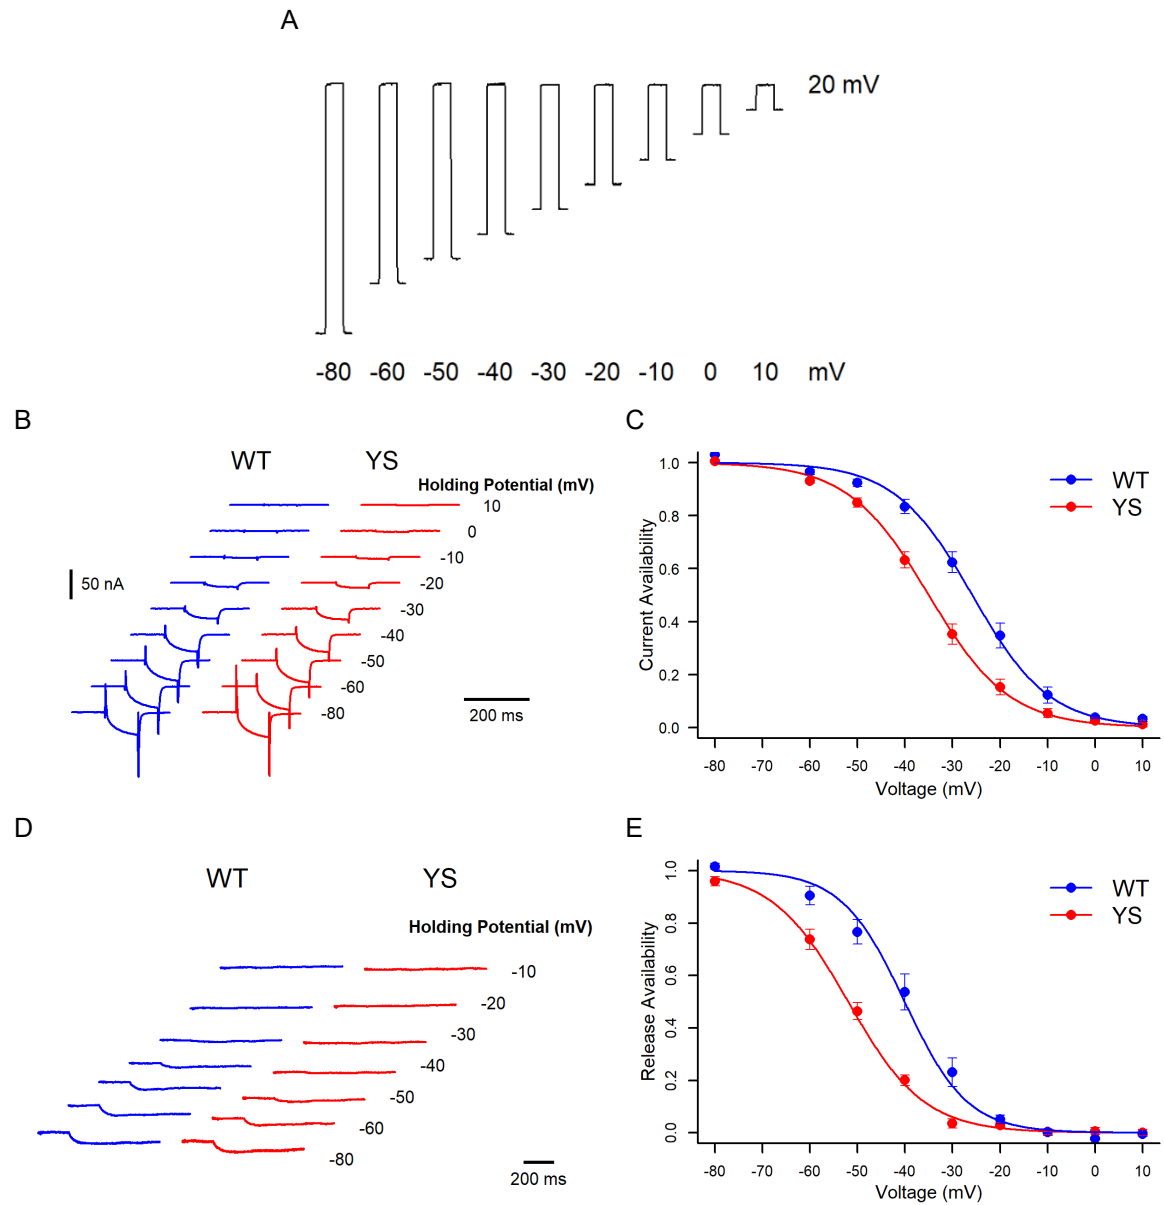 A
20 mV
-80 -60 -50 -40 -30 -20 -10 0 10 mV
B
WT YS
Holding Potential (mV)
10
0
-10
50 nA
-20
-30
-40
-50
-60
-80
200 ms
C
WT
YS
Current Availability
1.0
0.8
0.6
0.4
0.2
0.0
-80 -70 -60 -50 -40 -30 -20 -10 0 10
Voltage (mV)
D
WT YS
Holding Potential (mV)
-10
-20
-30
-40
-50
-60
-80
200 ms
E
WT
YS
Release Availability
1.0
0.8
0.6
0.4
0.2
0.0
-80 -70 -60 -50 -40 -30 -20 -10 0 10
Voltage (mV)